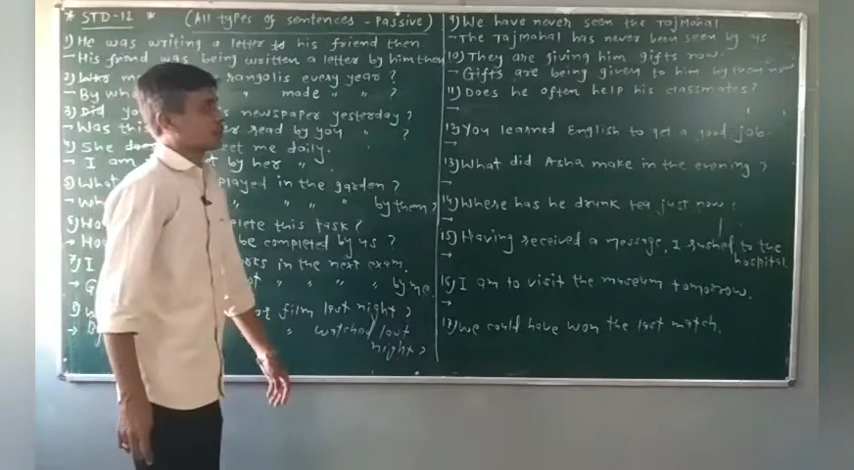 * STD-12 * (All types of sentences - Passive)
1) He was writing a letter to his friend then
- His friend was being written a letter by him then
2) Who rangolis every year?
- By " made " " ?
3) Did newspaper yesterday?
- Was this read by you " ?
4) She meet me daily.
- I am by her "
5) What played in the garden?
- " " " by them?
6) this task?
- be completed by us?
7) I in the next exam.
- " " " by me.
8) film last night?
- " watched last
night?
9) We have never seen the Tajmahal
- The Tajmahal has never been seen by us
10) They are giving him gifts now.
- Gifts are being given to him by them now
11) Does he often help his classmates?
-
12) You learned English to get a good job.
-
13) What did Asha make in the evening?
-
14) Where has he drunk tea just now?
-
15) Having received a message, I rushed to the
- hospital.
16) I am to visit the museum tomorrow.
-
17) We could have won the last match.